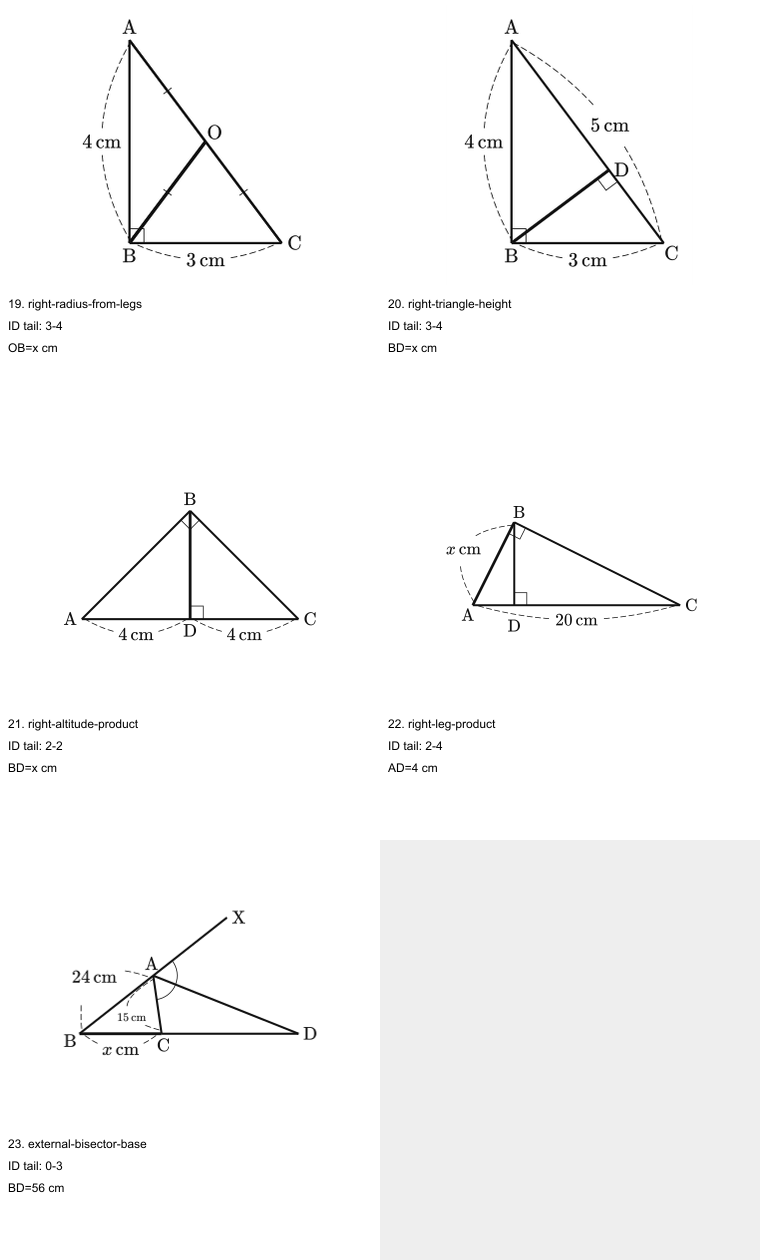 A
O
4 cm
B
3 cm
C
19. right-radius-from-legs
ID tail: 3-4
OB=x cm
A
5 cm
4 cm
D
B
3 cm
C
20. right-triangle-height
ID tail: 3-4
BD=x cm
B
A
4 cm
D
4 cm
C
21. right-altitude-product
ID tail: 2-2
BD=x cm
B
x cm
A
D
20 cm
C
22. right-leg-product
ID tail: 2-4
AD=4 cm
X
A
24 cm
15 cm
B
x cm
C
D
23. external-bisector-base
ID tail: 0-3
BD=56 cm